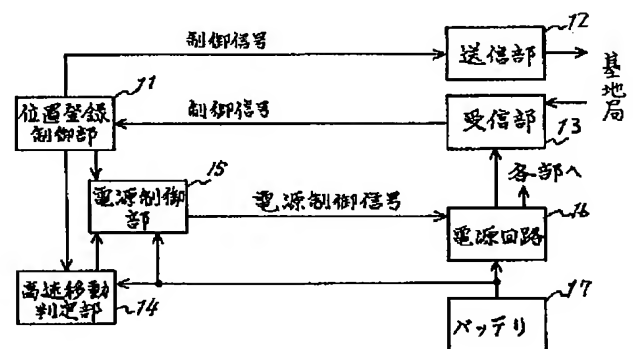 12
制御信号
送信部
11
位置登録
制御部
制御信号
受信部
13
基地局
15
電源制御
部
電源制御信号
各部へ
16
電源回路
高速移動
判定部
14
17
バッテリ